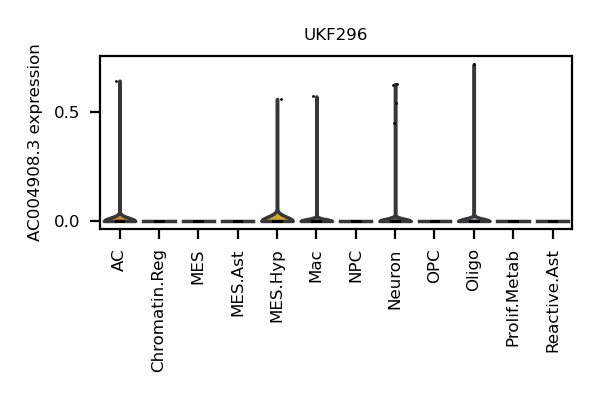 UKF296
AC004908.3 expression
0.5
0.0
AC
Chromatin.Reg
MES
MES.Ast
MES.Hyp
Mac
NPC
Neuron
OPC
Oligo
Prolif.Metab
Reactive.Ast